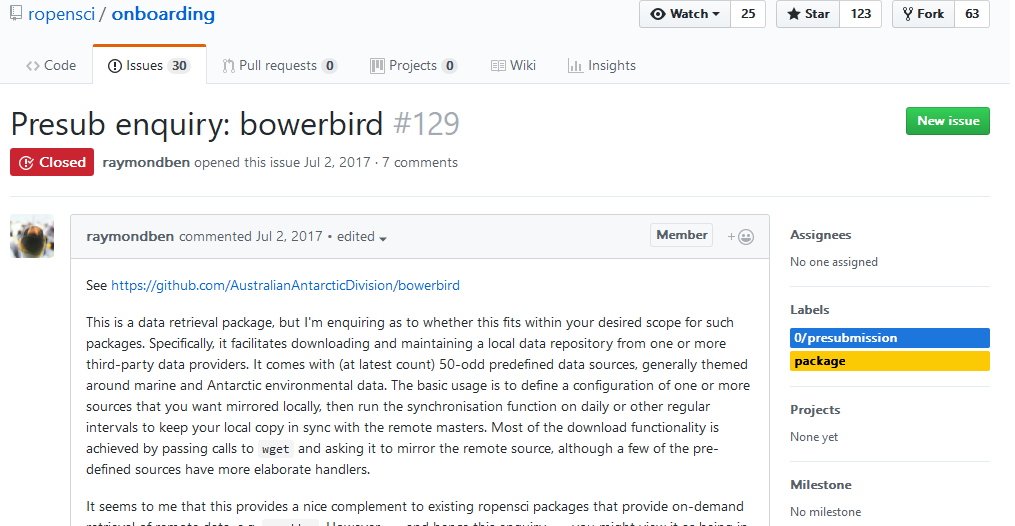 ropensci / onboarding
Watch 25 Star 123 Fork 63
Code Issues 30 Pull requests 0 Projects 0 Wiki Insights
Presub enquiry: bowerbird #129
New issue
Closed raymondben opened this issue Jul 2, 2017 · 7 comments
raymondben commented Jul 2, 2017 • edited
Member
See https://github.com/AustralianAntarcticDivision/bowerbird
This is a data retrieval package, but I'm enquiring as to whether this fits within your desired scope for such
packages. Specifically, it facilitates downloading and maintaining a local data repository from one or more
third-party data providers. It comes with (at latest count) 50-odd predefined data sources, generally themed
around marine and Antarctic environmental data. The basic usage is to define a configuration of one or more
sources that you want mirrored locally, then run the synchronisation function on daily or other regular
intervals to keep your local copy in sync with the remote masters. Most of the download functionality is
achieved by passing calls to wget and asking it to mirror the remote source, although a few of the pre-
defined sources have more elaborate handlers.
It seems to me that this provides a nice complement to existing ropensci packages that provide on-demand
Assignees
No one assigned
Labels
0/presubmission
package
Projects
None yet
Milestone
No milestone